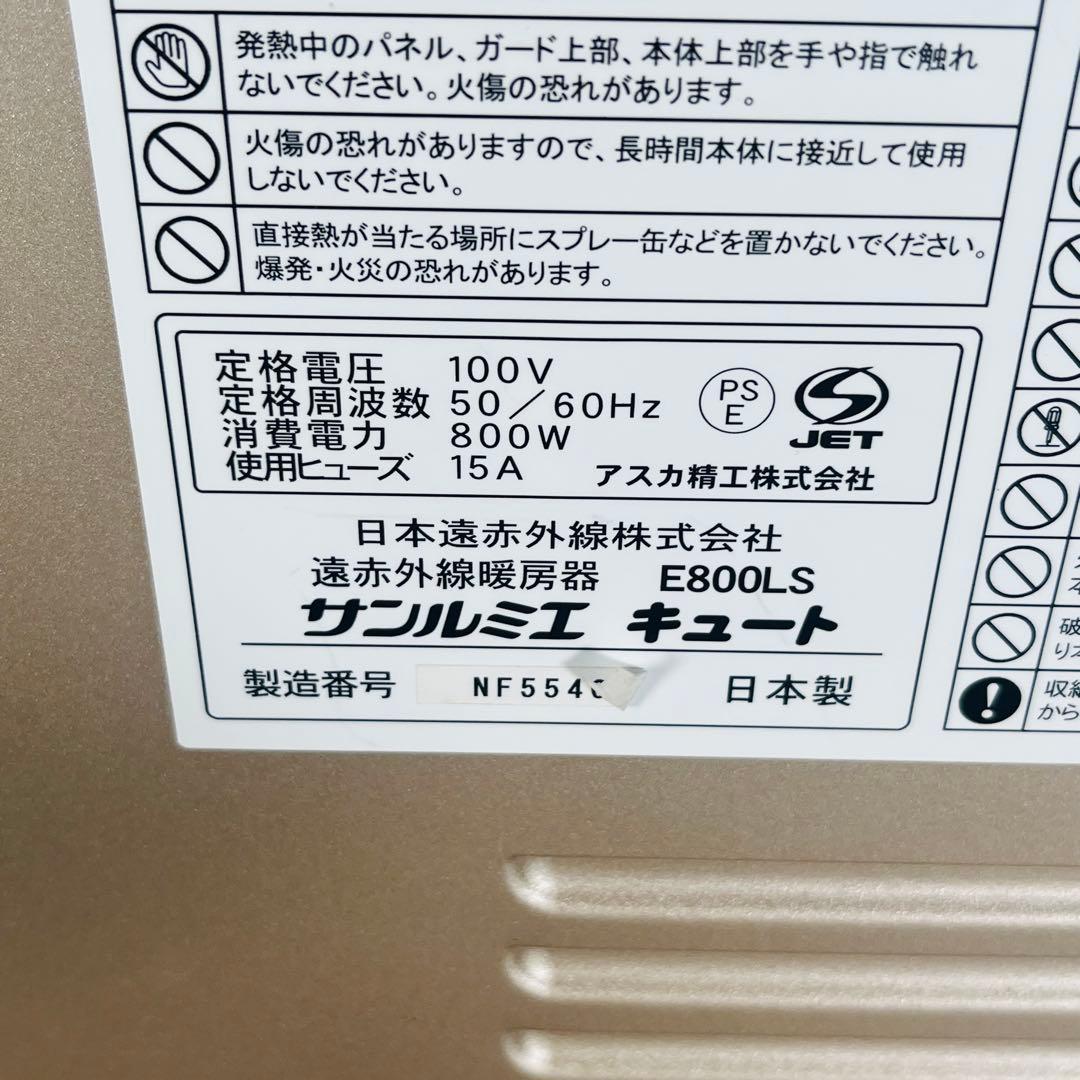 発熱中のパネル、ガード上部、本体上部を手や指で触れ
ないでください。火傷の恐れがあります。
火傷の恐れがありますので、長時間本体に接近して使用
しないでください。
直接熱が当たる場所にスプレー缶などを置かないでください。
爆発・火災の恐れがあります。
定格電圧 100V
定格周波数 50／60Hz
消費電力 800W
使用ヒューズ 15A
PS
E
JET
アスカ精工株式会社
日本遠赤外線株式会社
遠赤外線暖房器 E800LS
サンルミエ キュート
製造番号 NF554 日本製
破
り本
収納
から